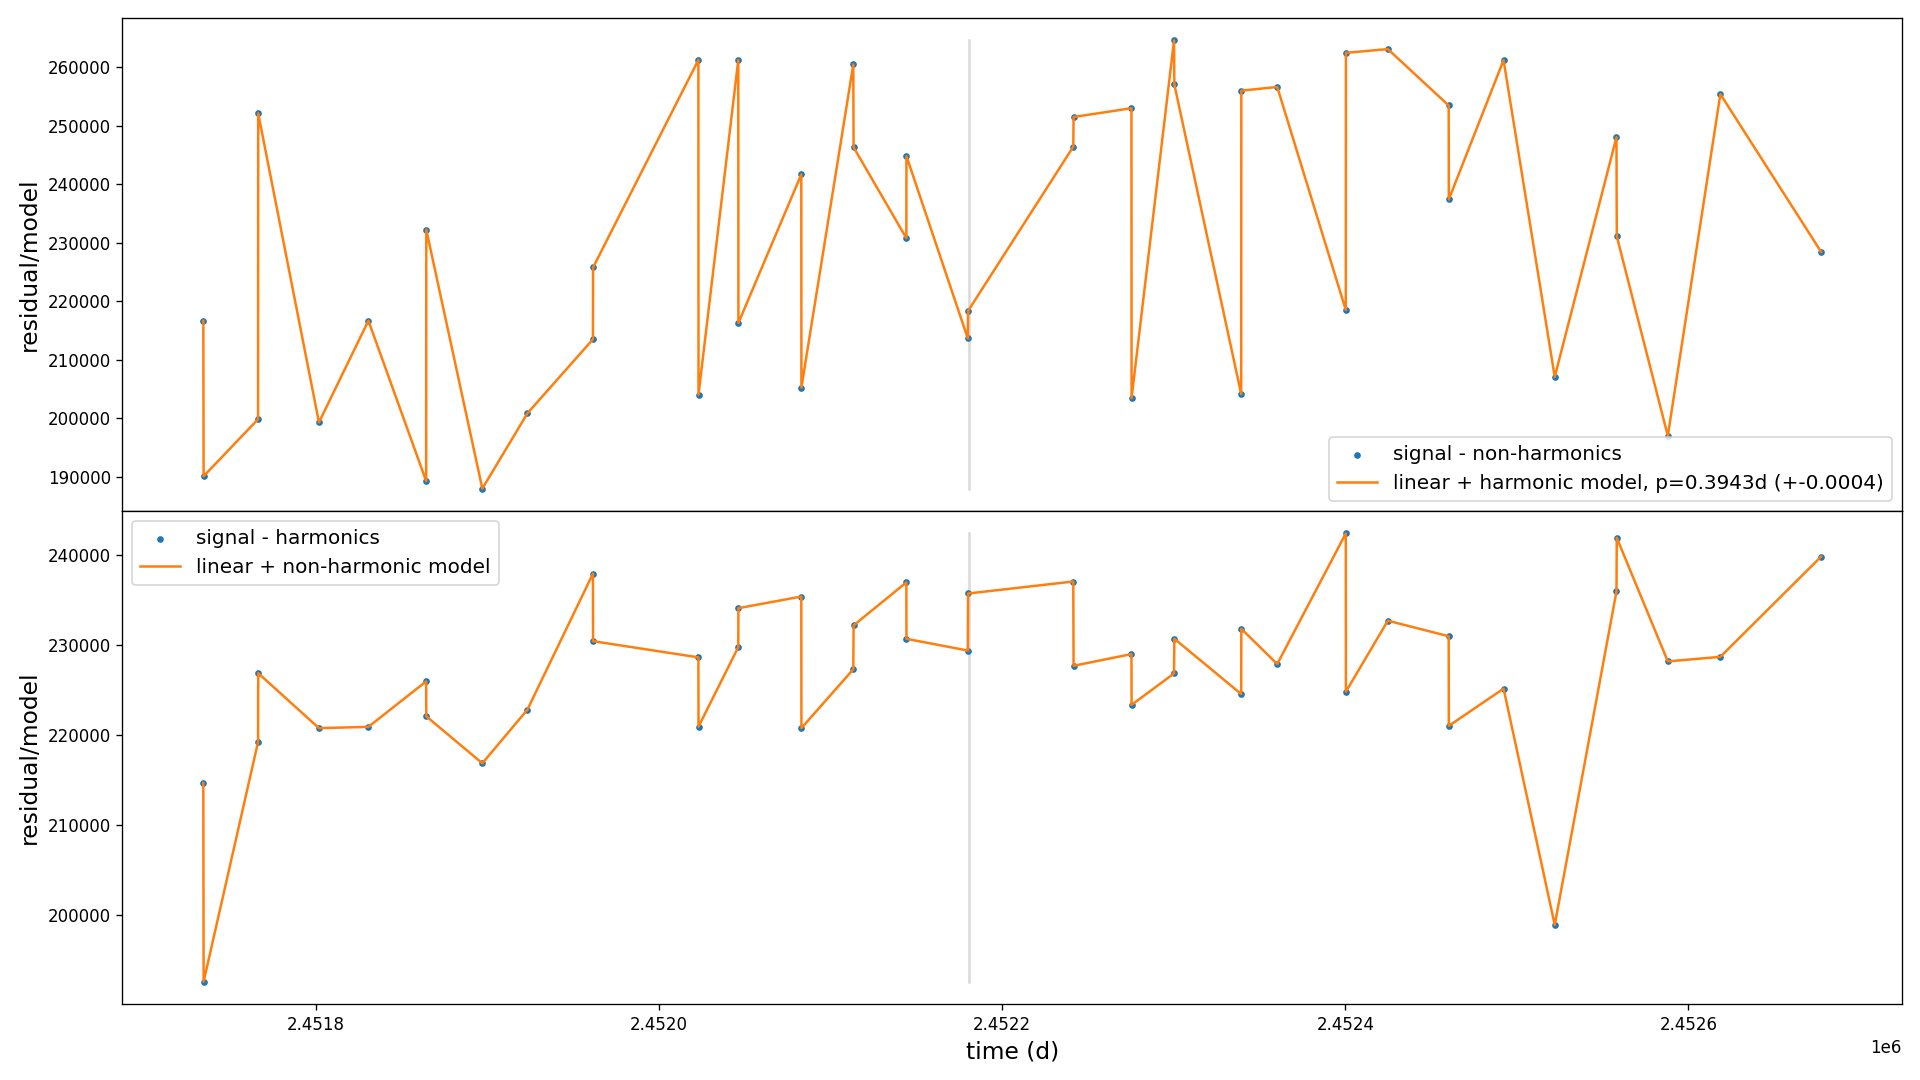 residual/model
260000
250000
240000
230000
220000
210000
200000
190000
signal - non-harmonics
linear + harmonic model, p=0.3943d (+-0.0004)
residual/model
240000
230000
220000
210000
200000
signal - harmonics
linear + non-harmonic model
2.4518 2.4520 2.4522 2.4524 2.4526
time (d)
1e6